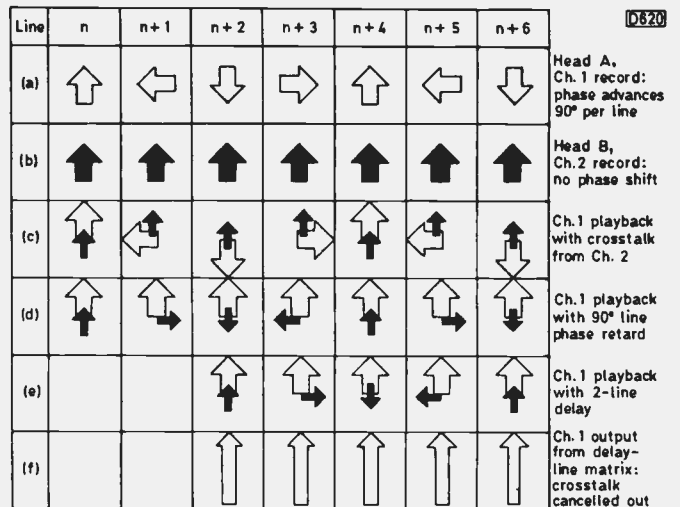 D620
Line n n+1 n+2 n+3 n+4 n+5 n+6
(a)
Head A,
Ch. 1 record:
phase advances
90° per line
(b)
Head B,
Ch. 2 record:
no phase shift
(c)
Ch. 1 playback
with crosstalk
from Ch. 2
(d)
Ch. 1 playback
with 90° line
phase retard
(e)
Ch. 1 playback
with 2-line
delay
(f)
Ch. 1 output
from delay-
line matrix:
crosstalk
cancelled out